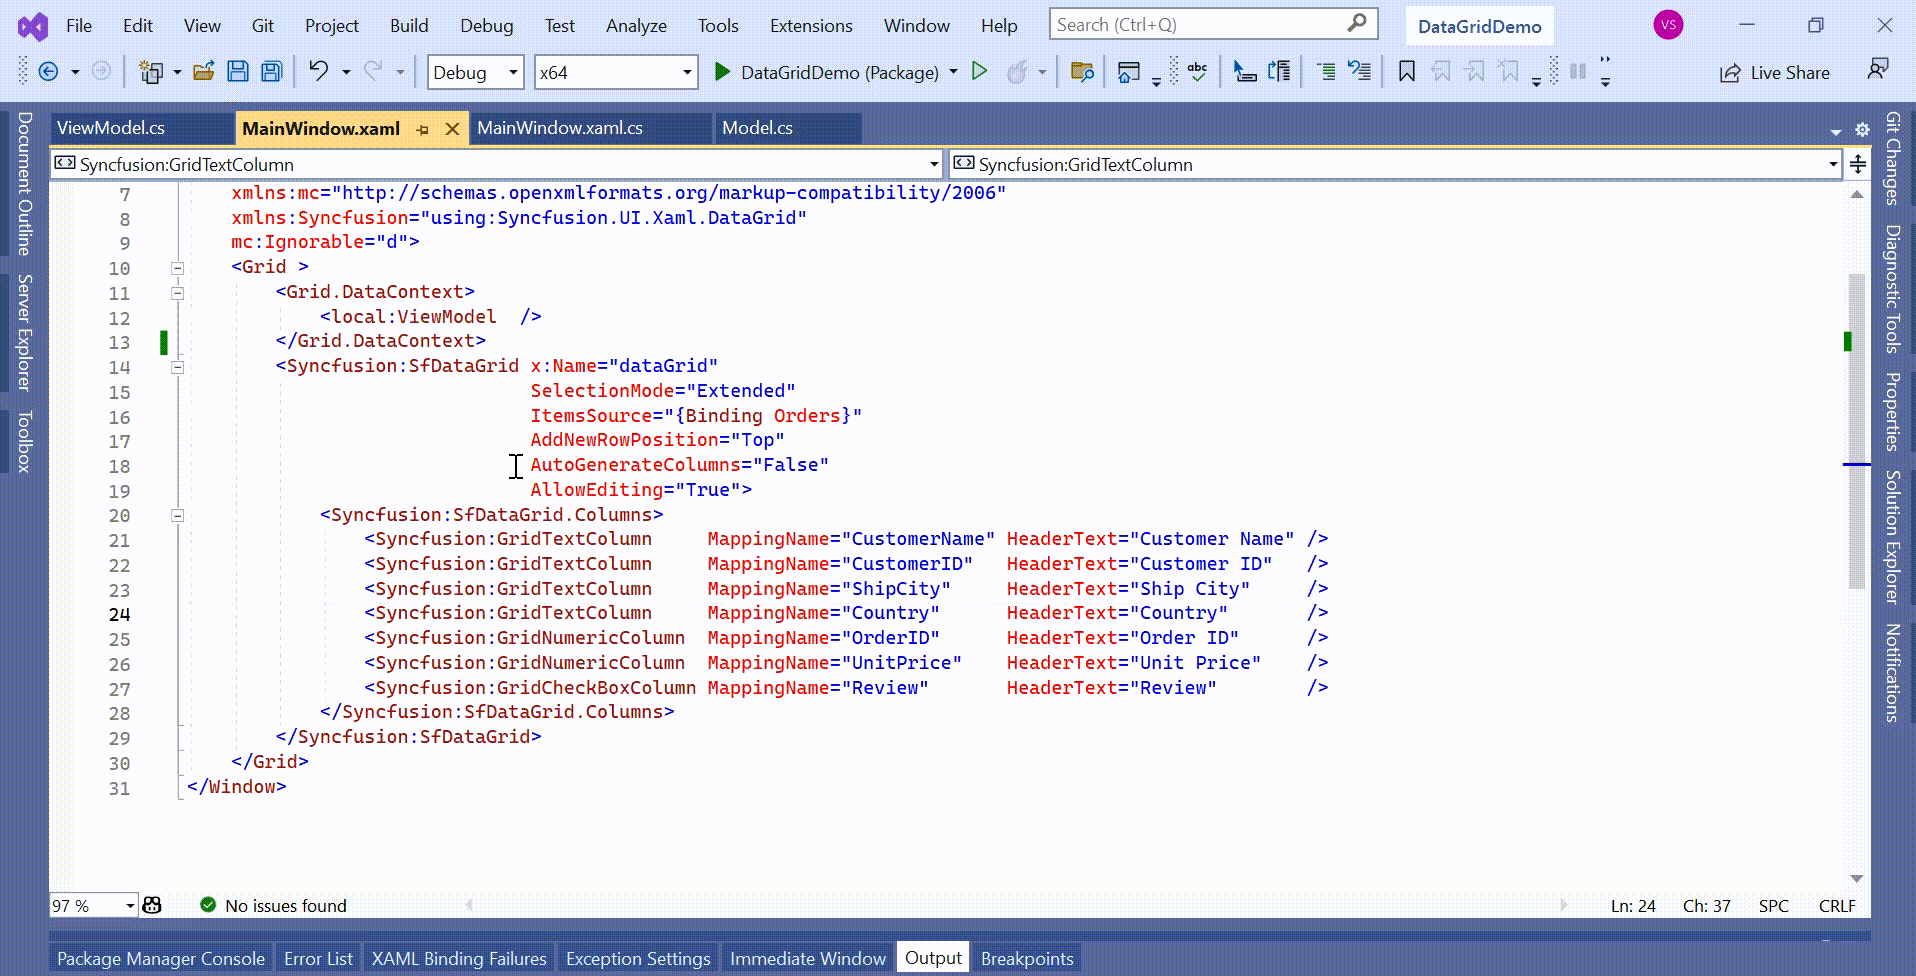 File Edit View Git Project Build Debug Test Analyze Tools Extensions Window Help Search (Ctrl+Q) DataGridDemo VS
Debug x64 DataGridDemo (Package) abc Live Share
ViewModel.cs MainWindow.xaml MainWindow.xaml.cs Model.cs
Syncfusion:GridTextColumn Syncfusion:GridTextColumn
Document Outline
Server Explorer
Toolbox
7 xmlns:mc="http://schemas.openxmlformats.org/markup-compatibility/2006"
8 xmlns:Syncfusion="using:Syncfusion.UI.Xaml.DataGrid"
9 mc:Ignorable="d">
10 <Grid >
11 <Grid.DataContext>
12 <local:ViewModel />
13 </Grid.DataContext>
14 <Syncfusion:SfDataGrid x:Name="dataGrid"
15 SelectionMode="Extended"
16 ItemsSource="{Binding Orders}"
17 AddNewRowPosition="Top"
18 AutoGenerateColumns="False"
19 AllowEditing="True">
20 <Syncfusion:SfDataGrid.Columns>
21 <Syncfusion:GridTextColumn MappingName="CustomerName" HeaderText="Customer Name" />
22 <Syncfusion:GridTextColumn MappingName="CustomerID" HeaderText="Customer ID" />
23 <Syncfusion:GridTextColumn MappingName="ShipCity" HeaderText="Ship City" />
24 <Syncfusion:GridTextColumn MappingName="Country" HeaderText="Country" />
25 <Syncfusion:GridNumericColumn MappingName="OrderID" HeaderText="Order ID" />
26 <Syncfusion:GridNumericColumn MappingName="UnitPrice" HeaderText="Unit Price" />
27 <Syncfusion:GridCheckBoxColumn MappingName="Review" HeaderText="Review" />
28 </Syncfusion:SfDataGrid.Columns>
29 </Syncfusion:SfDataGrid>
30 </Grid>
31 </Window>
Git Changes
Diagnostic Tools
Properties
Solution Explorer
Notifications
97 % No issues found Ln: 24 Ch: 37 SPC CRLF
Package Manager Console Error List XAML Binding Failures Exception Settings Immediate Window Output Breakpoints